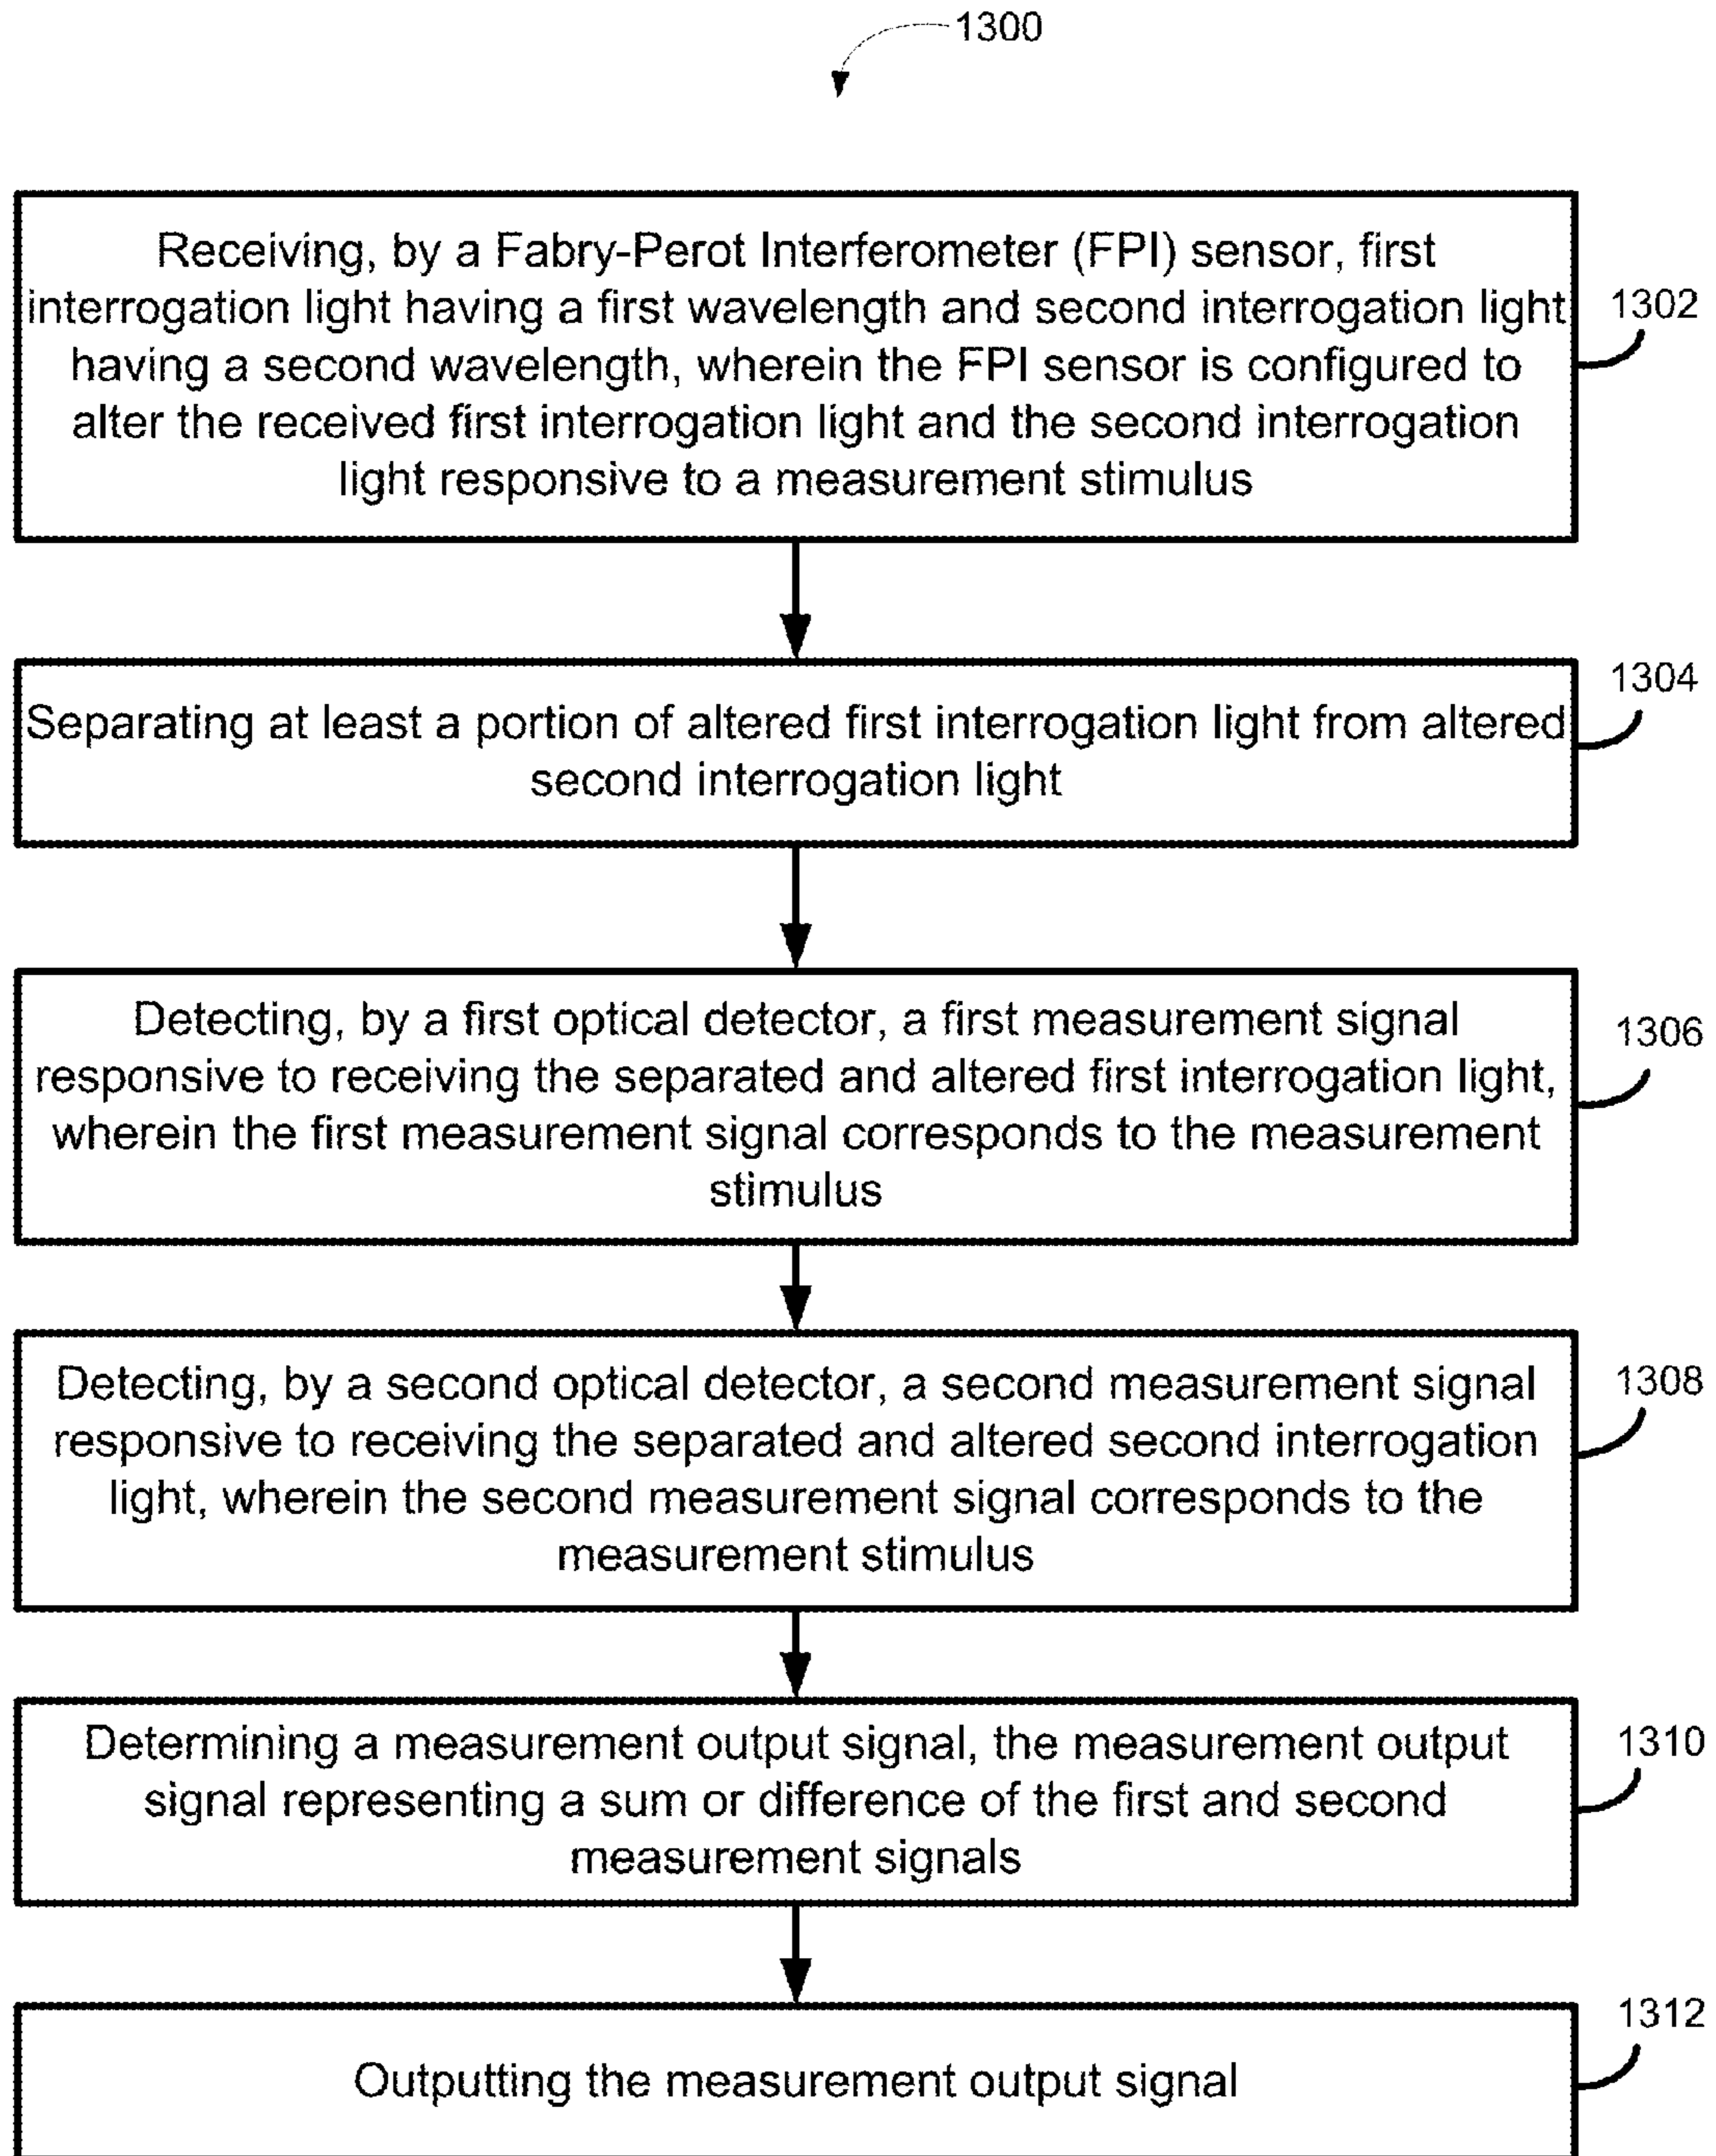 1300
Receiving, by a Fabry-Perot Interferometer (FPI) sensor, first
interrogation light having a first wavelength and second interrogation light
having a second wavelength, wherein the FPI sensor is configured to
alter the received first interrogation light and the second interrogation
light responsive to a measurement stimulus
1302
Separating at least a portion of altered first interrogation light from altered
second interrogation light
1304
Detecting, by a first optical detector, a first measurement signal
responsive to receiving the separated and altered first interrogation light,
wherein the first measurement signal corresponds to the measurement
stimulus
1306
Detecting, by a second optical detector, a second measurement signal
responsive to receiving the separated and altered second interrogation
light, wherein the second measurement signal corresponds to the
measurement stimulus
1308
Determining a measurement output signal, the measurement output
signal representing a sum or difference of the first and second
measurement signals
1310
Outputting the measurement output signal
1312